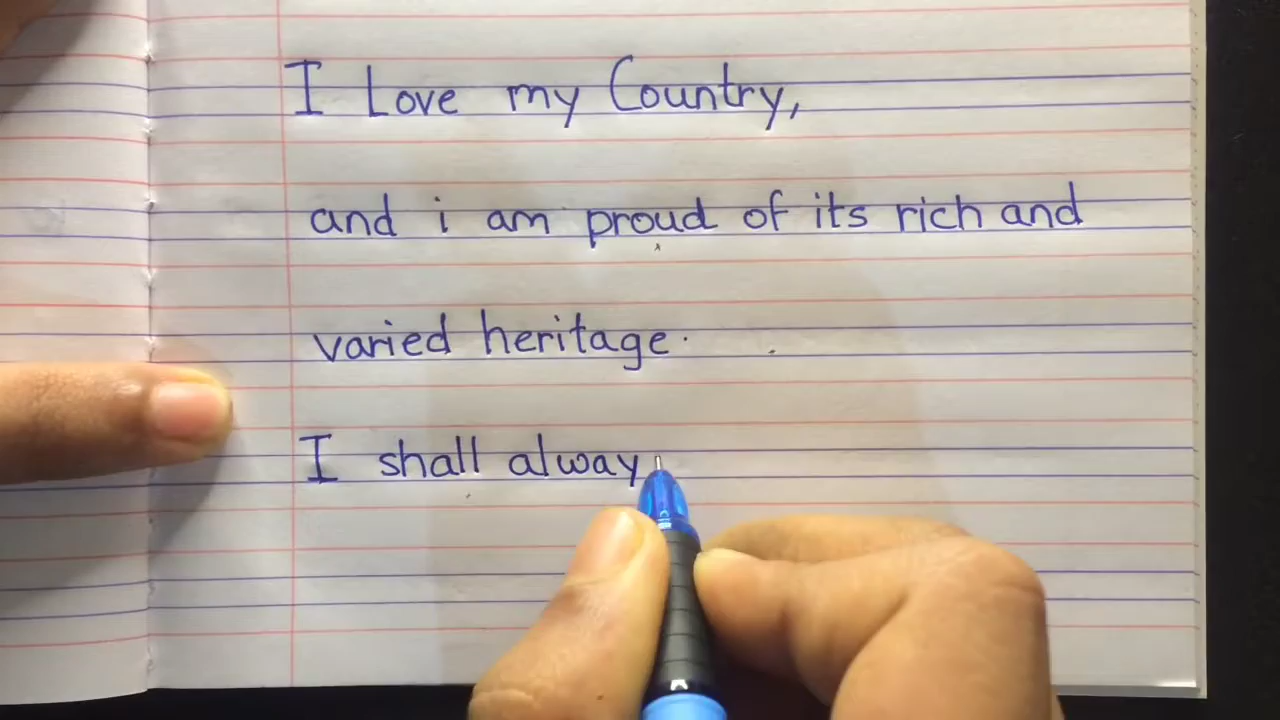 I Love my Country,
and i am proud of its rich and
varied heritage.
I shall alway